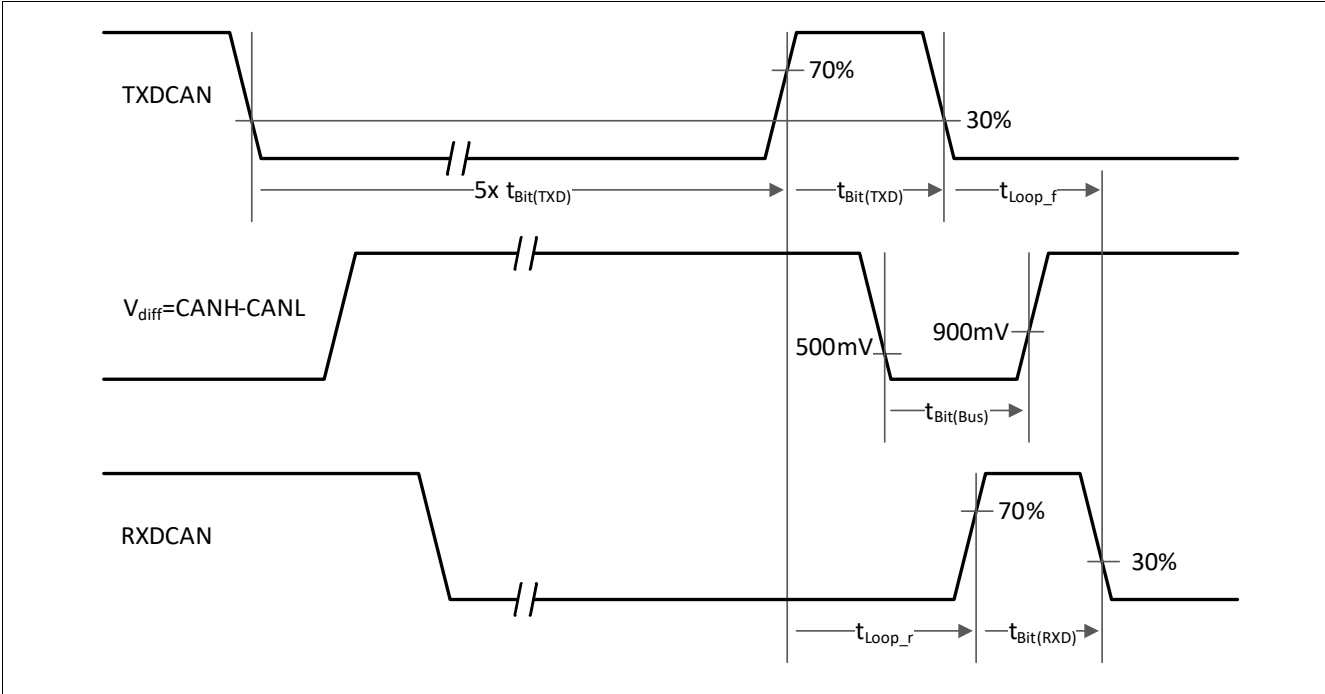 TXDCAN
70%
30%
5x tBit(TXD)
tBit(TXD)
tLoop_f
Vdiff=CANH-CANL
500mV
900mV
tBit(Bus)
RXDCAN
70%
30%
tLoop_r
tBit(RXD)